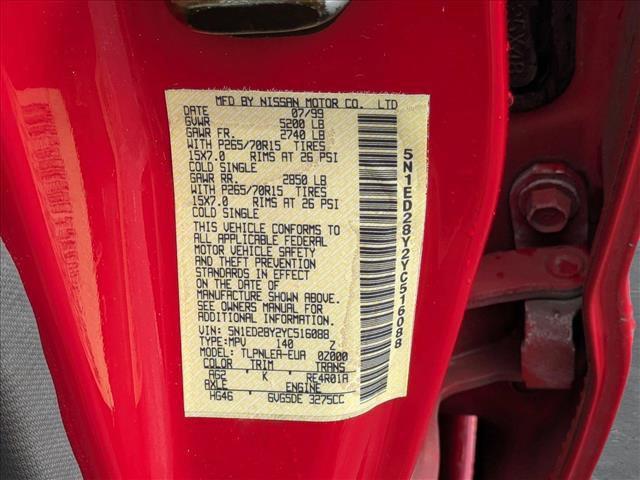 MFD BY NISSAN MOTOR CO. LTD
DATE 07/99
GVWR 5200 LB
GAWR FR. 2740 LB
WITH P265/70R15 TIRES
15X7.0 RIMS AT 26 PSI
COLD SINGLE
GAWR RR. 2850 LB
WITH P265/70R15 TIRES
15X7.0 RIMS AT 26 PSI
COLD SINGLE
THIS VEHICLE CONFORMS TO
ALL APPLICABLE FEDERAL
MOTOR VEHICLE SAFETY
AND THEFT PREVENTION
STANDARDS IN EFFECT
ON THE DATE OF
MANUFACTURE SHOWN ABOVE.
SEE OWNERS MANUAL FOR
ADDITIONAL INFORMATION.
VIN: 5N1ED28Y2YC516088
TYPE: MPV 140 Z
MODEL: TLPNLEA-EUA 0Z000
COLOR TRIM TRANS
AG2 K RE4R01A
AXLE ENGINE
HG46 6VG5DE 3275CC
5N1ED28Y2YC516088